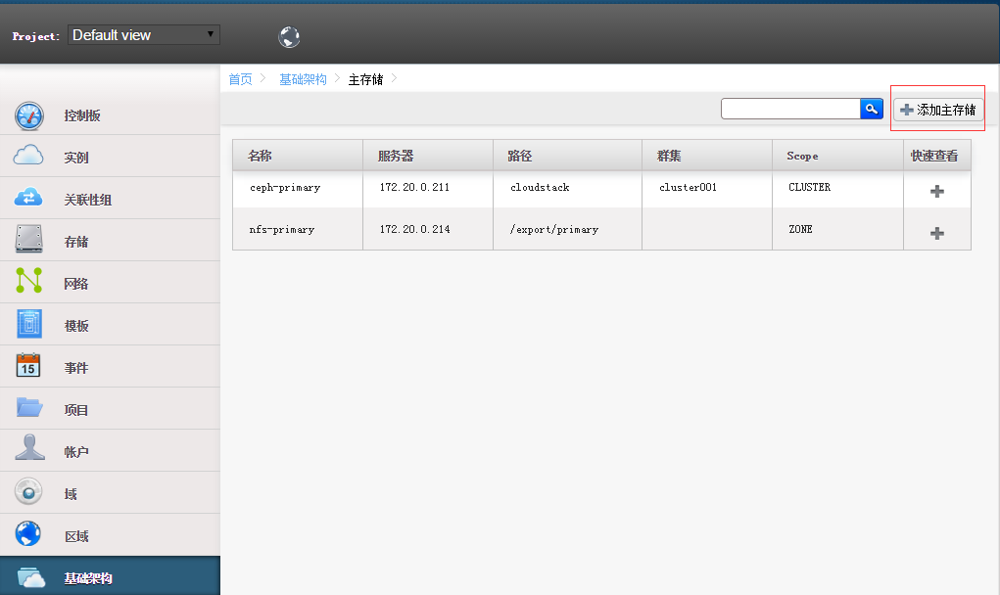 Project: Default view
首页 基础架构 主存储
添加主存储
控制板
实例
关联性组
存储
网络
模板
15
事件
项目
帐户
域
区域
基础架构
名称 服务器 路径 群集 Scope 快速查看
ceph-primary 172.20.0.211 cloudstack cluster001 CLUSTER
nfs-primary 172.20.0.214 /export/primary ZONE